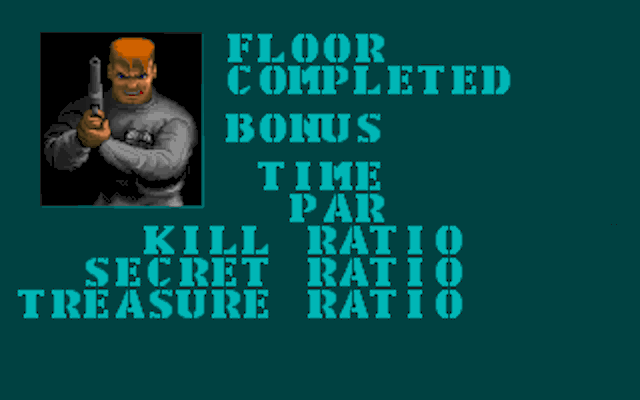 FLOOR
COMPLETED
BONUS
TIME
PAR
KILL RATIO
SECRET RATIO
TREASURE RATIO